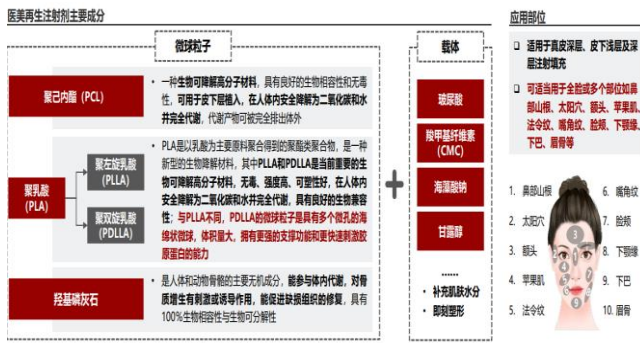 医美再生注射剂主要成分
微球粒子
聚己内酯（PCL）
• 一种生物可降解高分子材料，具有良好的生物相容性和无毒
性，可用于皮下层植入，在人体内安全降解为二氧化碳和水
并完全代谢，代谢产物可被完全排出体外
聚乳酸
(PLA)
聚左旋乳酸
(PLLA)
聚双旋乳酸
(PDLLA)
• PLA是以乳酸为主要原料聚合得到的聚酯类聚合物，是一种
新型的生物降解材料，其中PLA和PDLLA是当前重要的生
物可降解高分子材料，无毒、强度高、可塑性好，在人体内
安全降解为二氧化碳和水并完全代谢，具有良好的生物兼容
性；与PLA不同，PDLLA的微球粒子是具有多个微孔的海
绵状微球，体积量大，拥有更强的支撑功能和更快速刺激胶
原蛋白的能力
羟基磷灰石
• 是人体和动物骨骼的主要无机成分，能参与体内代谢，对骨
质增生有刺激或诱导作用，能促进缺损组织的修复，具有
100%生物相容性与生物可分解性
+
载体
玻尿酸
羧甲基纤维素
(CMC)
海藻酸钠
甘露醇
……
• 补充肌肤水分
• 即刻塑形
应用部位
适用于真皮深层、皮下浅层及深
层注射填充
可适当用于全脸或多个部位如鼻
部山根、太阳穴、额头、苹果肌、
法令纹、嘴角纹、脸颊、下颚缘、
下巴、眉骨等
1. 鼻部山根
2. 太阳穴
3. 额头
4. 苹果肌
5. 法令纹
6. 嘴角纹
7. 脸颊
8. 下颚缘
9. 下巴
10. 眉骨